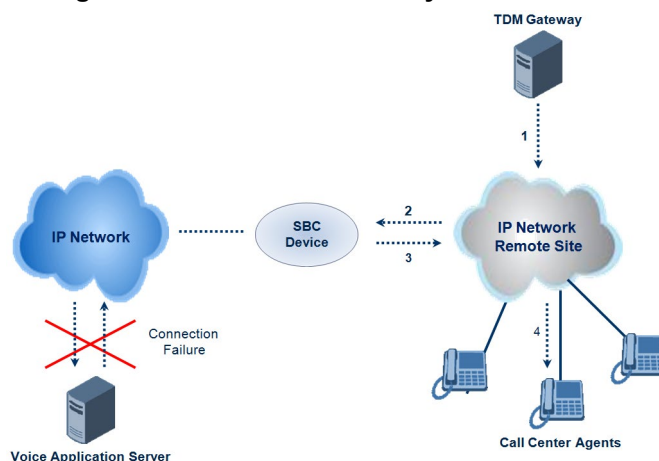 TDM Gateway
1
2
3
IP Network
SBC
Device
IP Network
Remote Site
4
Connection
Failure
Voice Application Server
Call Center Agents